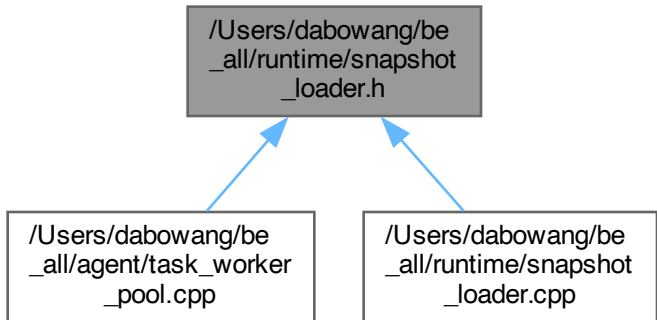 /Users/dabowang/be
_all/runtime/snapshot
_loader.h
/Users/dabowang/be
_all/agent/task_worker
_pool.cpp
/Users/dabowang/be
_all/runtime/snapshot
_loader.cpp